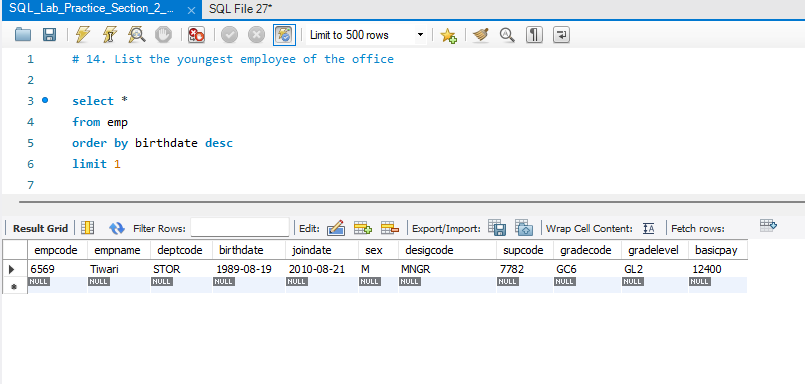 SQL_Lab_Practice_Section_2_... × SQL File 27*
Limit to 500 rows
1 # 14. List the youngest employee of the office
2
3 select *
4 from emp
5 order by birthdate desc
6 limit 1
7
Result Grid Filter Rows: Edit: Export/Import: Wrap Cell Content: Fetch rows:
empcode empname deptcode birthdate joindate sex desigcode supcode gradecode gradelevel basicpay
6569 Tiwari STOR 1989-08-19 2010-08-21 M MNGR 7782 GC6 GL2 12400
NULL NULL NULL NULL NULL NULL NULL NULL NULL NULL NULL